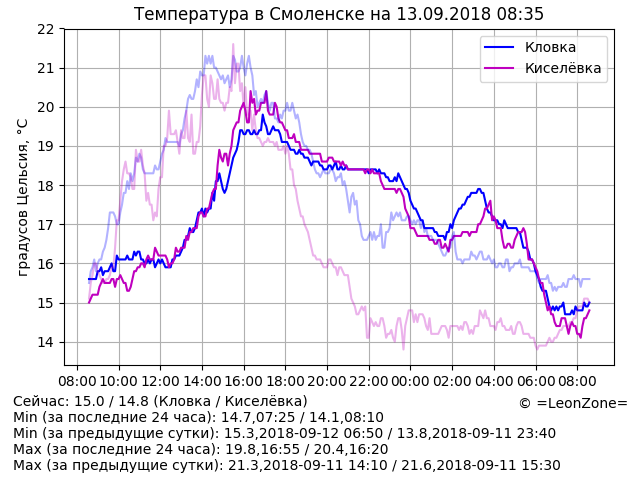 Температура в Смоленске на 13.09.2018 08:35
градусов Цельсия, °C
22
21
20
19
18
17
16
15
14
Кловка
Киселёвка
08:00 10:00 12:00 14:00 16:00 18:00 20:00 22:00 00:00 02:00 04:00 06:00 08:00
Сейчас: 15.0 / 14.8 (Кловка / Киселёвка)
© =LeonZone=
Min (за последние 24 часа): 14.7,07:25 / 14.1,08:10
Min (за предыдущие сутки): 15.3,2018-09-12 06:50 / 13.8,2018-09-11 23:40
Max (за последние 24 часа): 19.8,16:55 / 20.4,16:20
Max (за предыдущие сутки): 21.3,2018-09-11 14:10 / 21.6,2018-09-11 15:30